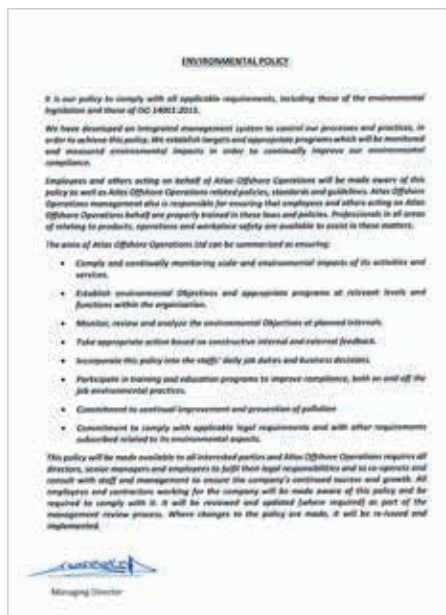 ENVIRONMENTAL POLICY
It is our policy to comply with all applicable requirements, including those of the environmental
legislation and those of ISO 14001:2015.
We have developed an integrated management system to control our processes and practices, in
order to achieve this policy. We establish targets and appropriate programs which will be monitored
and measured environmental impacts in order to continually improve our environmental
compliance.
Employees and others acting on behalf of Atlas Offshore Operations will be made aware of this
policy as well as Atlas Offshore Operations related policies, standards and guidelines. Atlas Offshore
Operations management also is responsible for ensuring that employees and others acting on Atlas
Offshore Operations behalf are properly trained in these laws and policies. Professionals in all areas
of relating to products, operations and workplace safety are available to assist in these matters.
The aims of Atlas Offshore Operations Ltd can be summarized as ensuring:
• Comply and continually monitoring scale and environmental impacts of its activities and
services.
• Establish environmental Objectives and appropriate programs at relevant levels and
functions within the organisation.
• Monitor, review and analyze the environmental Objectives at planned intervals.
• Take appropriate action based on constructive internal and external feedback.
• Incorporate this policy into the staffs' daily job duties and business decisions.
• Participate in training and education programs to improve compliance, both on and off the
job environmental practices.
• Commitment to continual improvement and prevention of pollution
• Commitment to comply with applicable legal requirements and with other requirements
subscribed related to its environmental aspects.
This policy will be made available to all interested parties and Atlas Offshore Operations requires all
directors, senior managers and employees to fulfil their legal responsibilities and to co-operate and
consult with staff and management to ensure the company's continued success and growth. All
employees and contractors working for the company will be made aware of this policy and be
required to comply with it. It will be reviewed and updated (where required) as part of the
management review process. Where changes to the policy are made, it will be re-issued and
implemented.
Managing Director